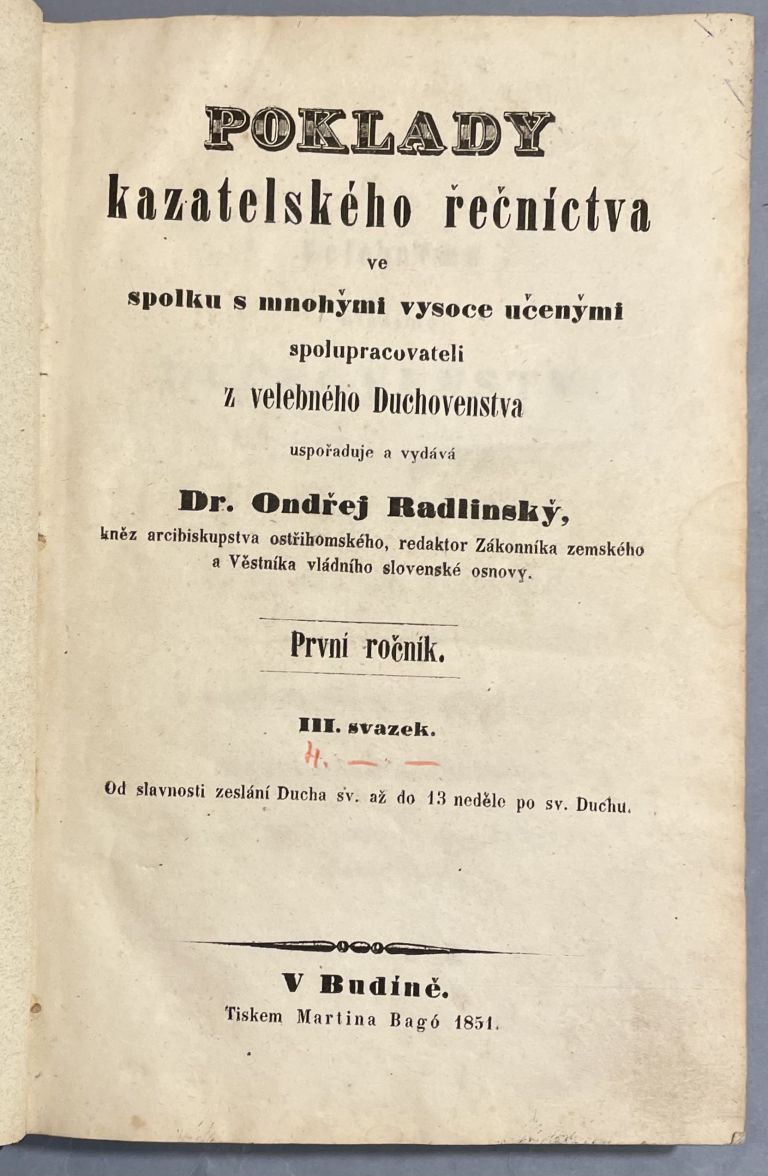 POKLADY
kazatelského řečníctva
ve
spolku s mnohými vysoce učenými
spolupracovateli
z velebného Duchovenstva
uspořaduje a vydává
Dr. Ondřej Radlinský,
kněz arcibiskupstva ostřihomského, redaktor Zákonníka zemského
a Věstníka vládního slovenské osnovy.
První ročník.
III. svazek.
4. — · —
Od slavnosti zeslání Ducha sv. až do 13 neděle po sv. Duchu.
V Budíně.
Tiskem Martina Bagó 1851.